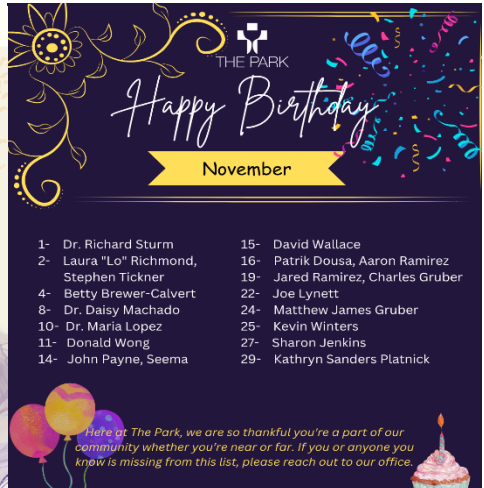 THE PARK
Happy Birthday
November
1- Dr. Richard Sturm
2- Laura "Lo" Richmond,
Stephen Tickner
4- Betty Brewer-Calvert
8- Dr. Daisy Machado
10- Dr. Maria Lopez
11- Donald Wong
14- John Payne, Seema
15- David Wallace
16- Patrik Dousa, Aaron Ramirez
19- Jared Ramirez, Charles Gruber
22- Joe Lynett
24- Matthew James Gruber
25- Kevin Winters
27- Sharon Jenkins
29- Kathryn Sanders Platnick
Here at The Park, we are so thankful you're a part of our
community whether you're near or far. If you or anyone you
know is missing from this list, please reach out to our office.